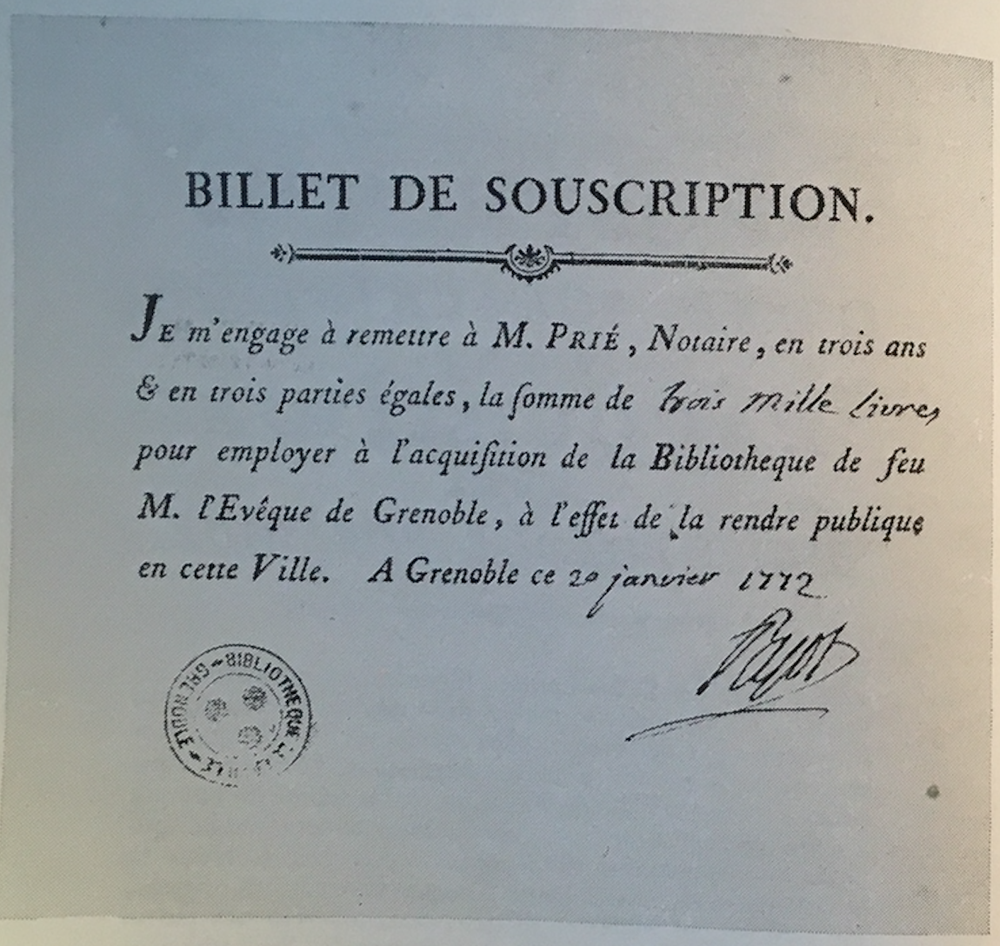 BILLET DE SOUSCRIPTION.
JE m'engage à remettre à M. PRIÉ, Notaire, en trois ans
& en trois parties égales, la ſomme de trois mille livres
pour employer à l'acquiſition de la Bibliotheque de feu
M. l'Evêque de Grenoble, à l'effet de la rendre publique
en cette Ville. A Grenoble ce 20 janvier 1772
BIBLIOTHEQUE
GRENOBLE